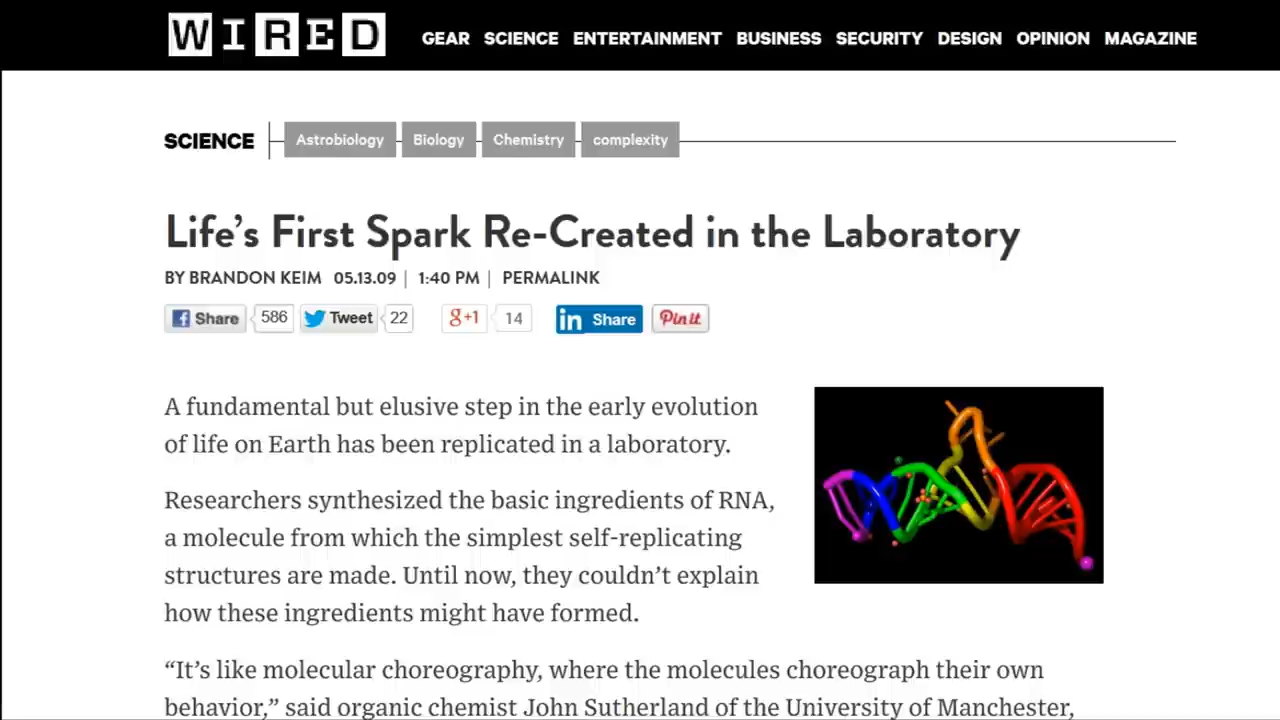 WIRED GEAR SCIENCE ENTERTAINMENT BUSINESS SECURITY DESIGN OPINION MAGAZINE
SCIENCE Astrobiology Biology Chemistry complexity
Life’s First Spark Re-Created in the Laboratory
BY BRANDON KEIM 05.13.09 | 1:40 PM | PERMALINK
Share 586 Tweet 22 g+1 14 in Share Pin it
A fundamental but elusive step in the early evolution
of life on Earth has been replicated in a laboratory.
Researchers synthesized the basic ingredients of RNA,
a molecule from which the simplest self-replicating
structures are made. Until now, they couldn’t explain
how these ingredients might have formed.
“It’s like molecular choreography, where the molecules choreograph their own
behavior,” said organic chemist John Sutherland of the University of Manchester,